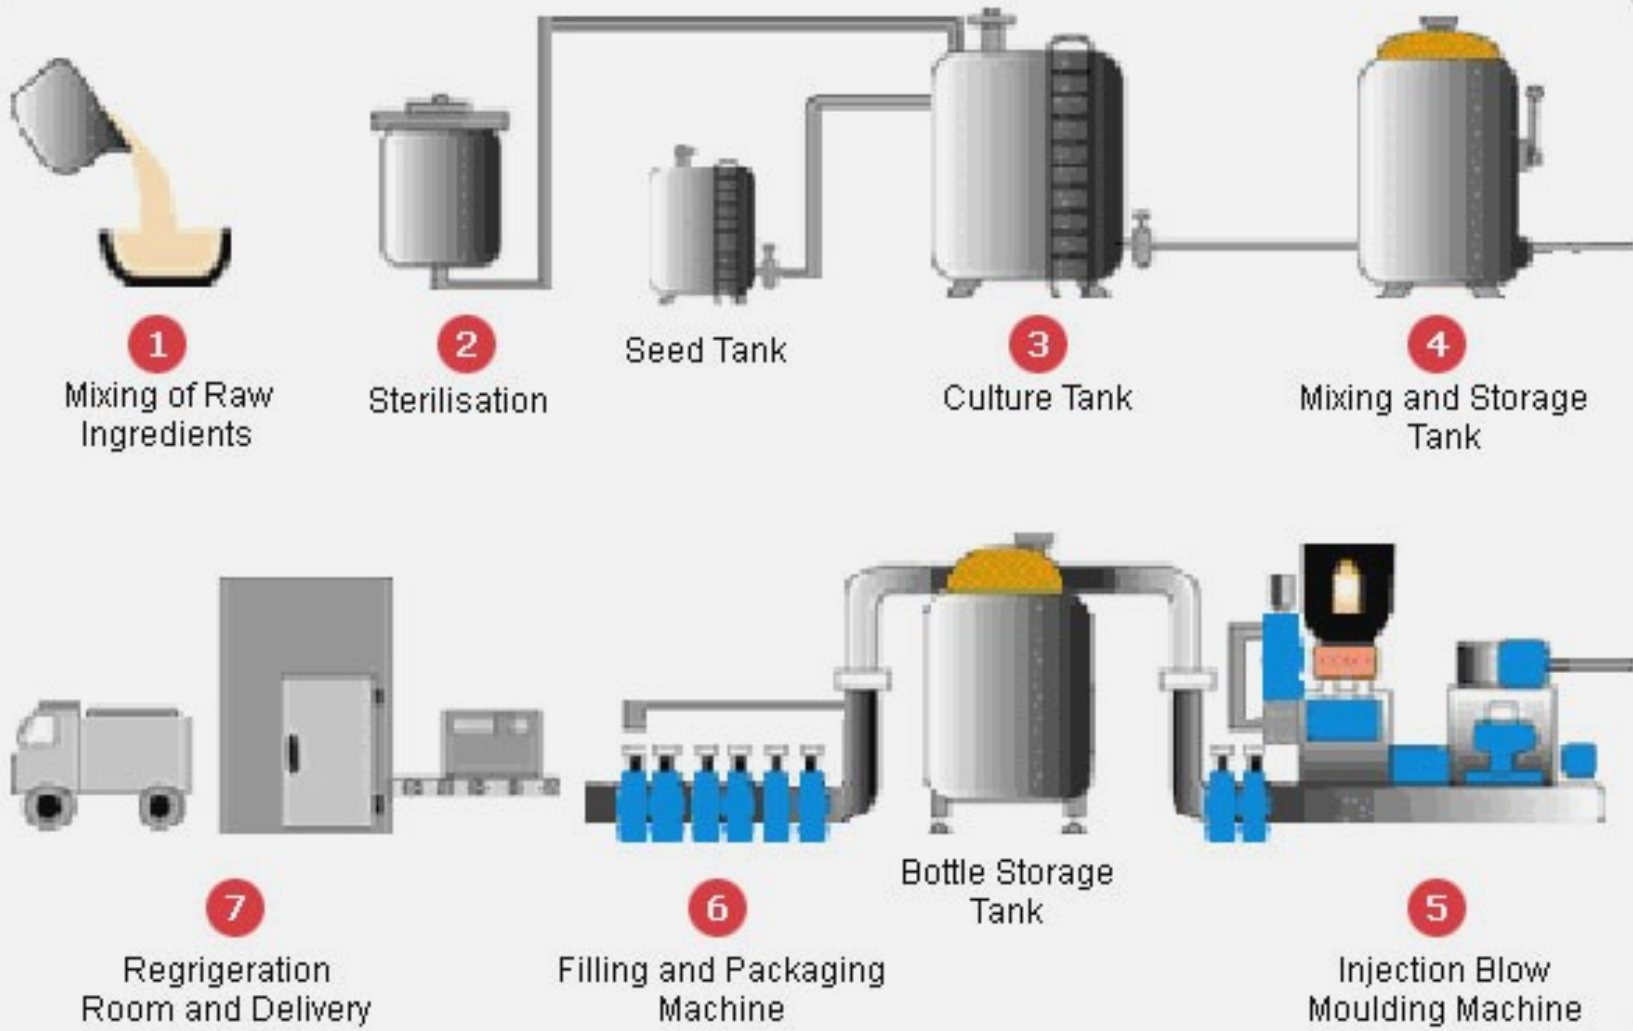 1
Mixing of Raw
Ingredients
2
Sterilisation
Seed Tank
3
Culture Tank
4
Mixing and Storage
Tank
7
Regrigeration
Room and Delivery
6
Filling and Packaging
Machine
Bottle Storage
Tank
5
Injection Blow
Moulding Machine